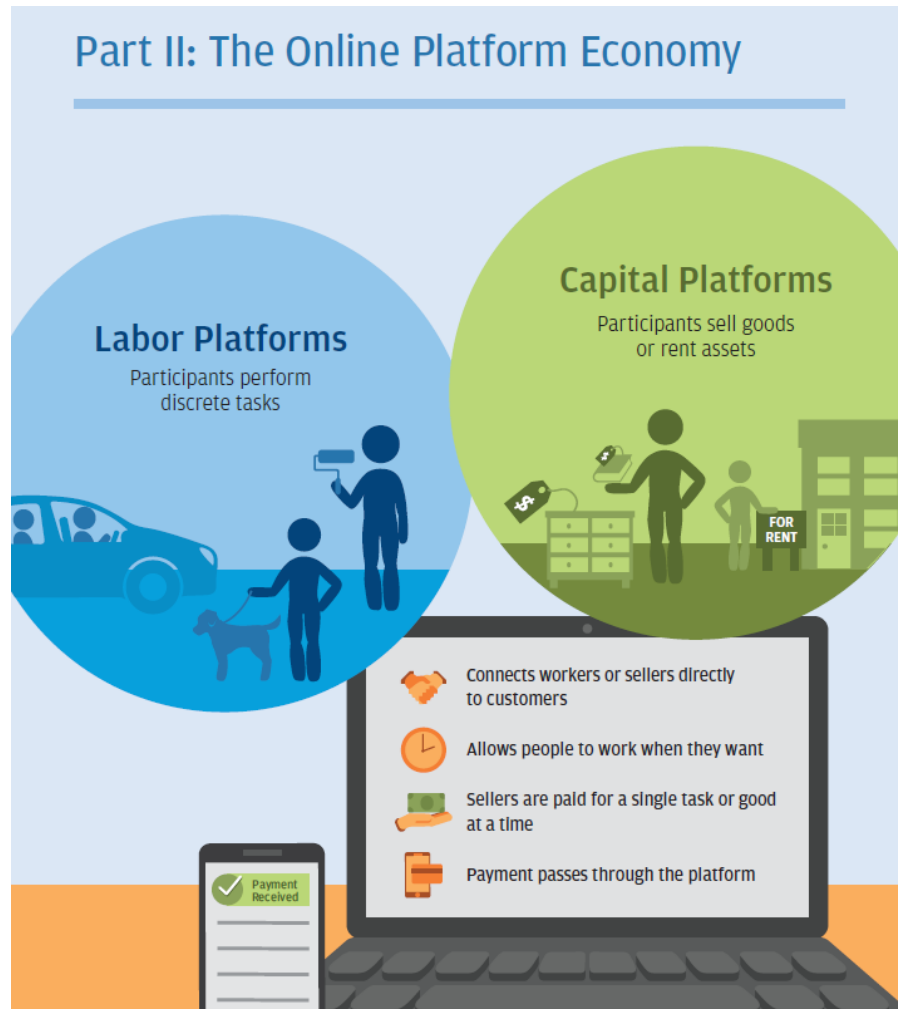 Part II: The Online Platform Economy
Labor Platforms
Participants perform
discrete tasks
Capital Platforms
Participants sell goods
or rent assets
$
$
FOR
RENT
Connects workers or sellers directly
to customers
Allows people to work when they want
Sellers are paid for a single task or good
at a time
Payment passes through the platform
Payment
Received